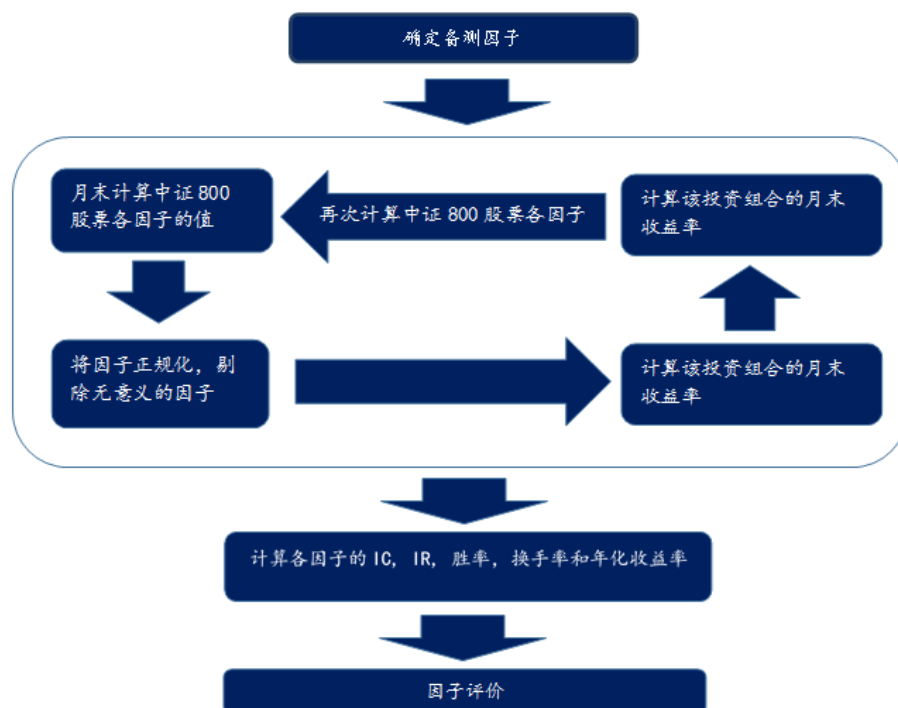 确定备测因子
月末计算中证800
股票各因子的值
再次计算中证800股票各因子
计算该投资组合的月末
收益率
将因子正规化，剔
除无意义的因子
计算该投资组合的月末
收益率
计算各因子的IC, IR, 胜率，换手率和年化收益率
因子评价